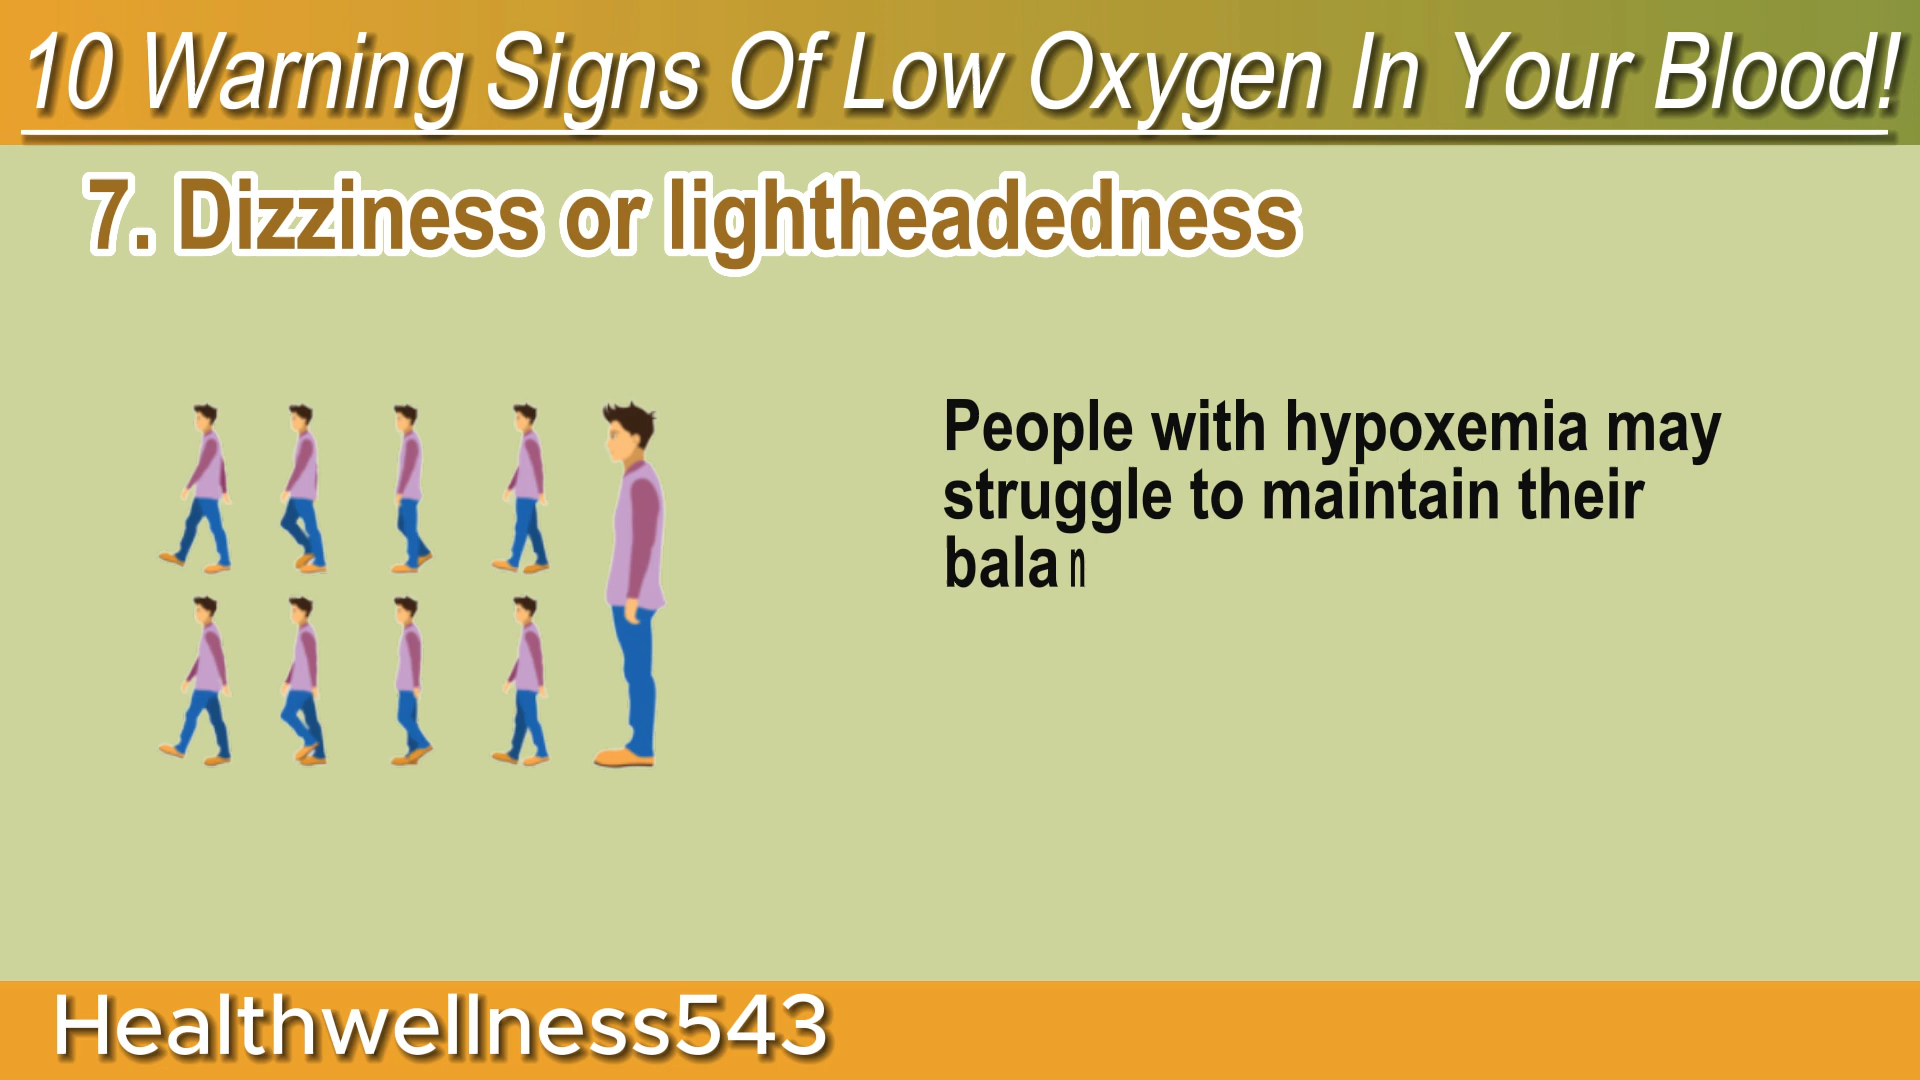 10 Warning Signs Of Low Oxygen In Your Blood!
7. Dizziness or lightheadedness
People with hypoxemia may
struggle to maintain their
balan
Healthwellness543